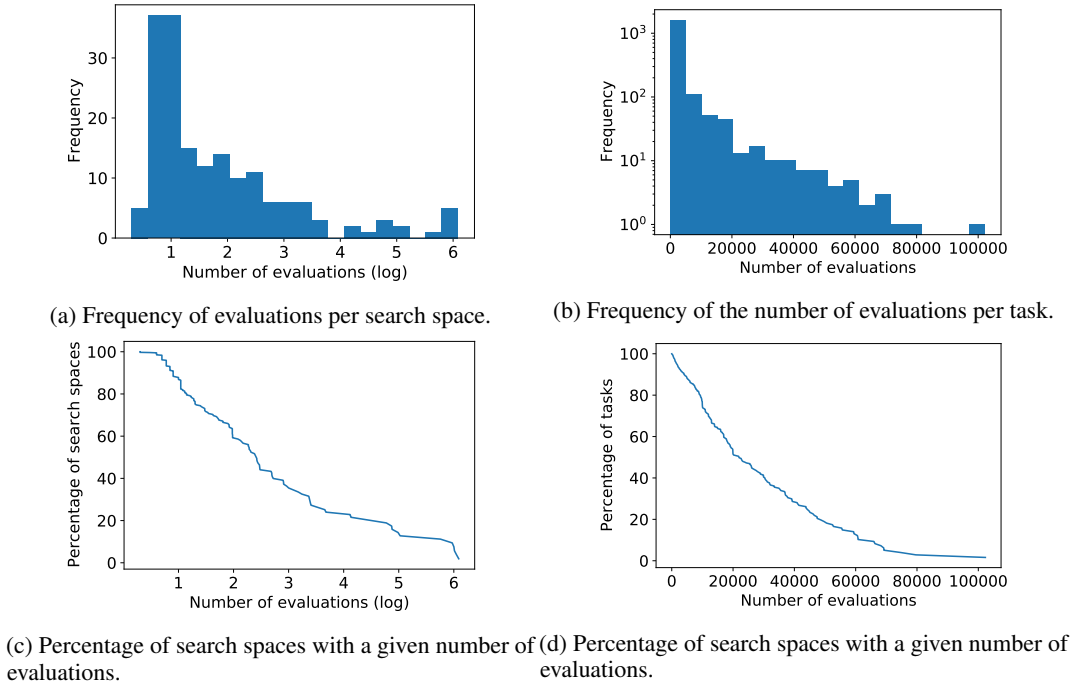 30
20
10
0
Frequency
1 2 3 4 5 6
Number of evaluations (log)
(a) Frequency of evaluations per search space.
10³
10²
10¹
10⁰
Frequency
0 20000 40000 60000 80000 100000
Number of evaluations
(b) Frequency of the number of evaluations per task.
100
80
60
40
20
0
Percentage of search spaces
1 2 3 4 5 6
Number of evaluations (log)
(c) Percentage of search spaces with a given number of
evaluations.
100
80
60
40
20
0
Percentage of tasks
0 20000 40000 60000 80000 100000
Number of evaluations
(d) Percentage of search spaces with a given number of
evaluations.